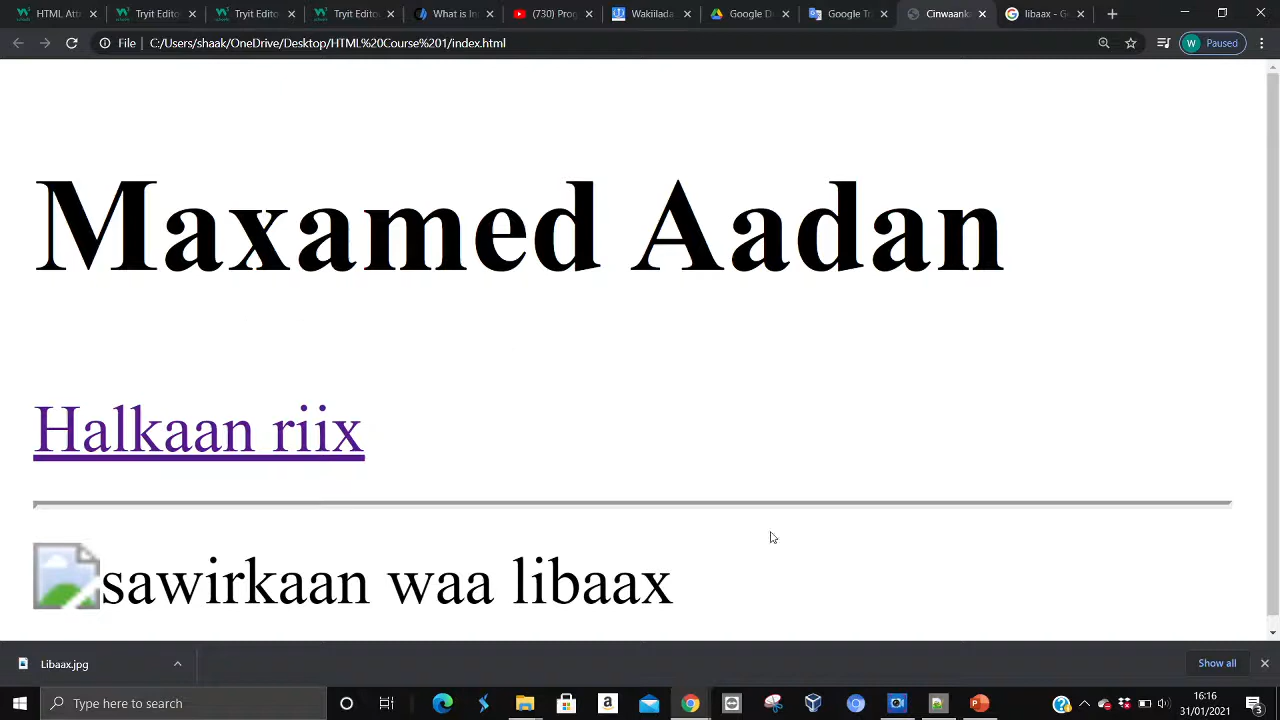 HTML Att
Tryit Edito
Tryit Edito
Tryit Edito
What is In
(730) Prog
Wakiilada
Google D
Google T
Cinwaank
libaax - G
File
C:/Users/shaak/OneDrive/Desktop/HTML%20Course%201/index.html
W Paused
Maxamed Aadan
Halkaan riix
sawirkaan waa libaax
Libaax.jpg
Show all
Type here to search
16:16
31/01/2021
3